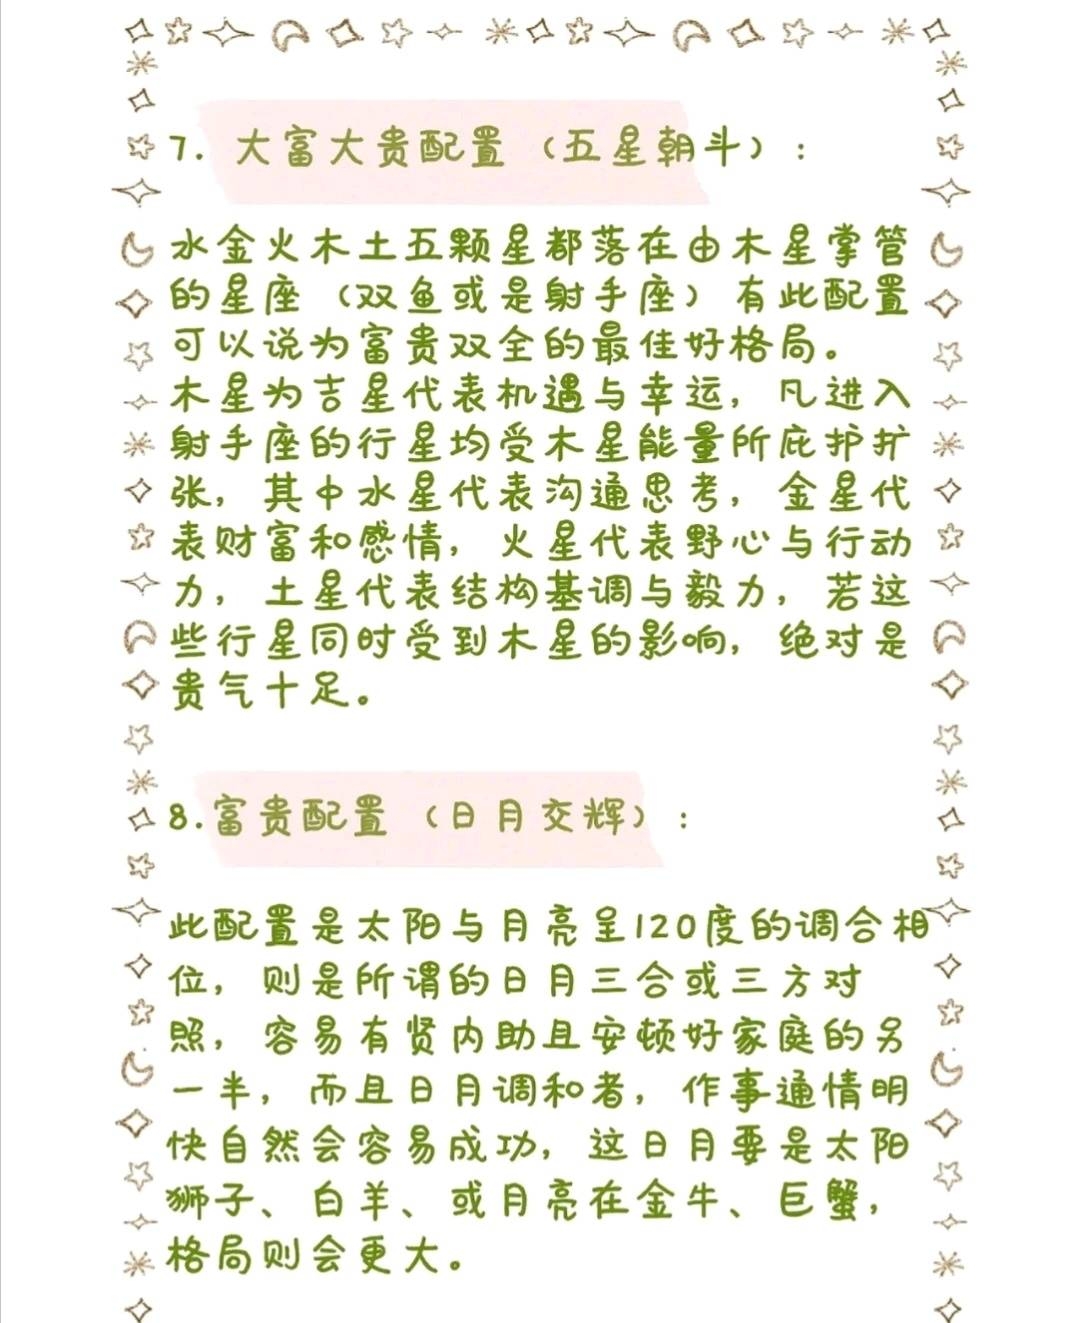 7. 大富大贵配置（五星朝斗）：
水金火木土五颗星都落在由木星掌管
的星座（双鱼或是射手座）有此配置
可以说为富贵双全的最佳好格局。
木星为吉星代表机遇与幸运，凡进入
射手座的行星均受木星能量所庇护扩
张，其中水星代表沟通思考，金星代
表财富和感情，火星代表野心与行动
力，土星代表结构基调与毅力，若这
些行星同时受到木星的影响，绝对是
贵气十足。
8.富贵配置（日月交辉）：
此配置是太阳与月亮呈120度的调合相
位，则是所谓的日月三合或三方对
照，容易有贤内助且安顿好家庭的另
一半，而且日月调和者，作事通情明
快自然会容易成功，这日月要是太阳
狮子、白羊、或月亮在金牛、巨蟹，
格局则会更大。